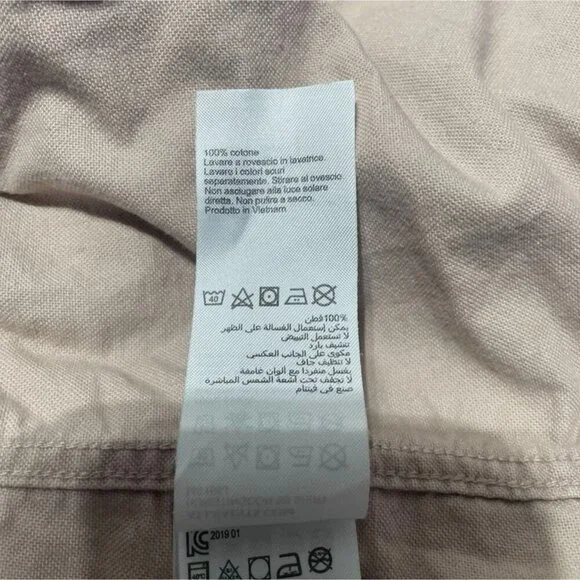 100% cotone
Lavare a rovescio in lavatrice.
Lavare i colori scuri
separatamente. Stirare al ovescio.
Non asciugare alla luce solare
diretta. Non pulire a secco.
Prodotto in Vietnam
40
100% قطن
يمكن إستعمال الغسالة على الظهر
لا تستعمل التبييض
تنشيف بارد
مكوي على الجانب العكسي
لا تنظيف جاف
يغسل منفردا مع ألوان غامقة
لا تجفف تحت اشعة الشمس المباشرة
صنع في فيتنام
2019 01